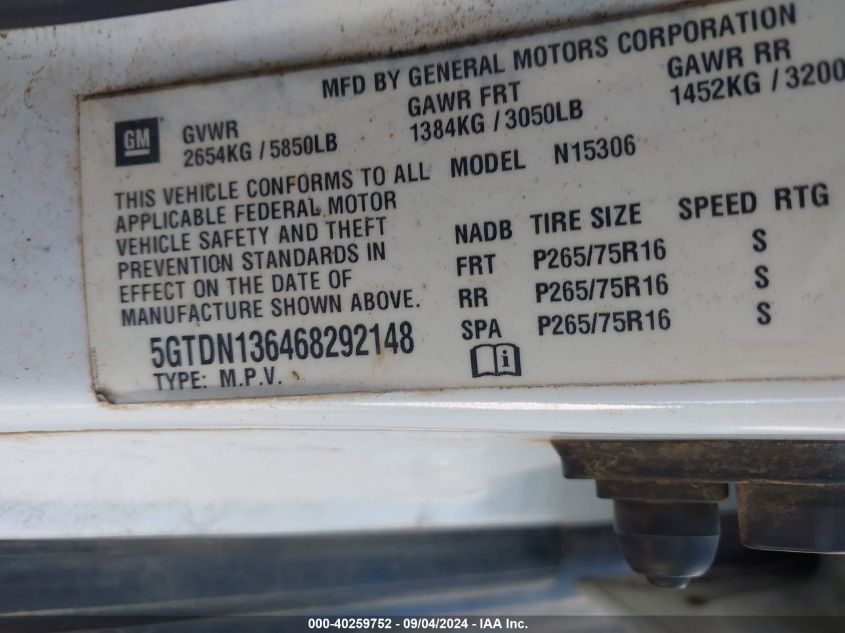 MFD BY GENERAL MOTORS CORPORATION
GM
GVWR
2654KG / 5850LB
GAWR FRT
1384KG / 3050LB
GAWR RR
1452KG / 3200
THIS VEHICLE CONFORMS TO ALL
APPLICABLE FEDERAL MOTOR
VEHICLE SAFETY AND THEFT
PREVENTION STANDARDS IN
EFFECT ON THE DATE OF
MANUFACTURE SHOWN ABOVE.
5GTDN136468292148
TYPE: M.P.V.
MODEL N15306
NADB TIRE SIZE SPEED RTG
FRT P265/75R16 S
RR P265/75R16 S
SPA P265/75R16 S
i
000-40259752 - 09/04/2024 - IAA Inc.